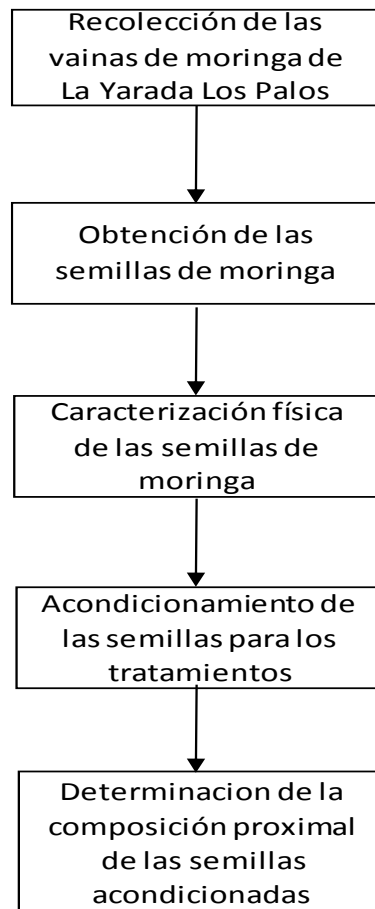 Recolección de las
vainas de moringa de
La Yarada Los Palos
Obtención de las
semillas de moringa
Caracterización física
de las semillas de
moringa
Acondicionamiento de
las semillas para los
tratamientos
Determinacion de la
composición proximal
de las semillas
acondicionadas